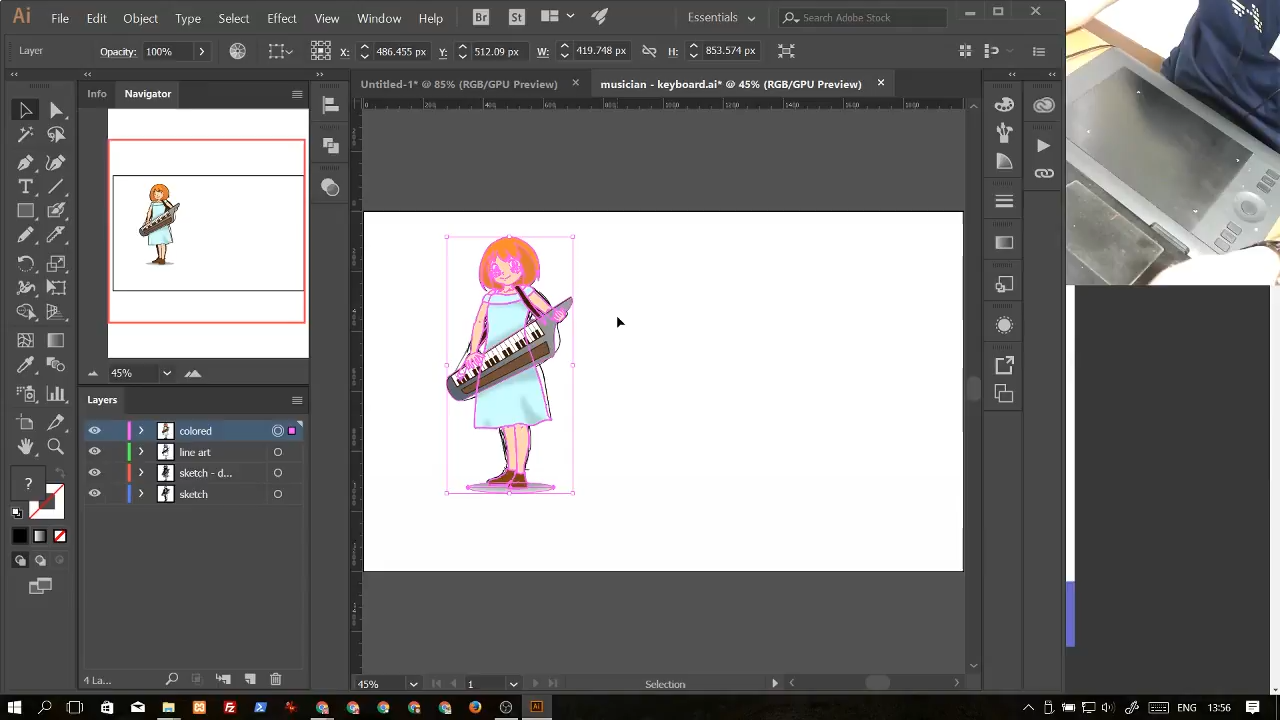 Ai File Edit Object Type Select View Window Help Br St Essentials Search Adobe Stock
Layer Opacity: 100% X: 486.455 px Y: 512.09 px W: 419.748 px H: 853.574 px
Info Navigator Untitled-1* @ 85% (RGB/GPU Preview) musician - keyboard.ai* @ 45% (RGB/GPU Preview)
45%
Layers
colored
line art
sketch - d...
sketch
?
4 La... 45% 1 Selection
Ai ENG 13:56